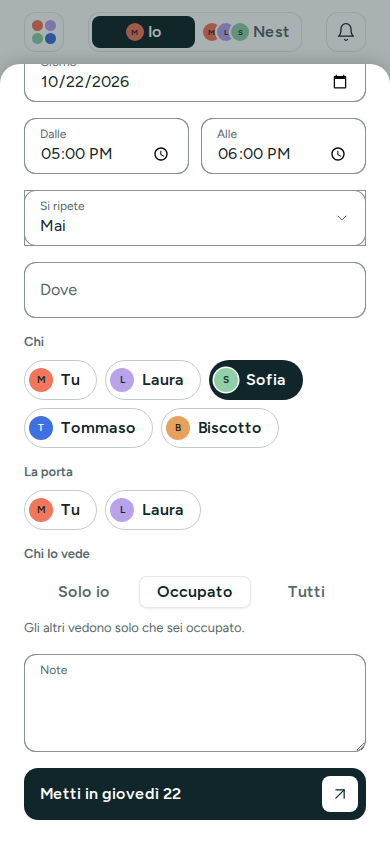 M Io
M L S Nest
Giorno
10/22/2026
Dalle
05:00 PM
Alle
06:00 PM
Si ripete
Mai
Dove
Chi
M Tu
L Laura
S Sofia
T Tommaso
B Biscotto
La porta
M Tu
L Laura
Chi lo vede
Solo io
Occupato
Tutti
Gli altri vedono solo che sei occupato.
Note
Metti in giovedì 22